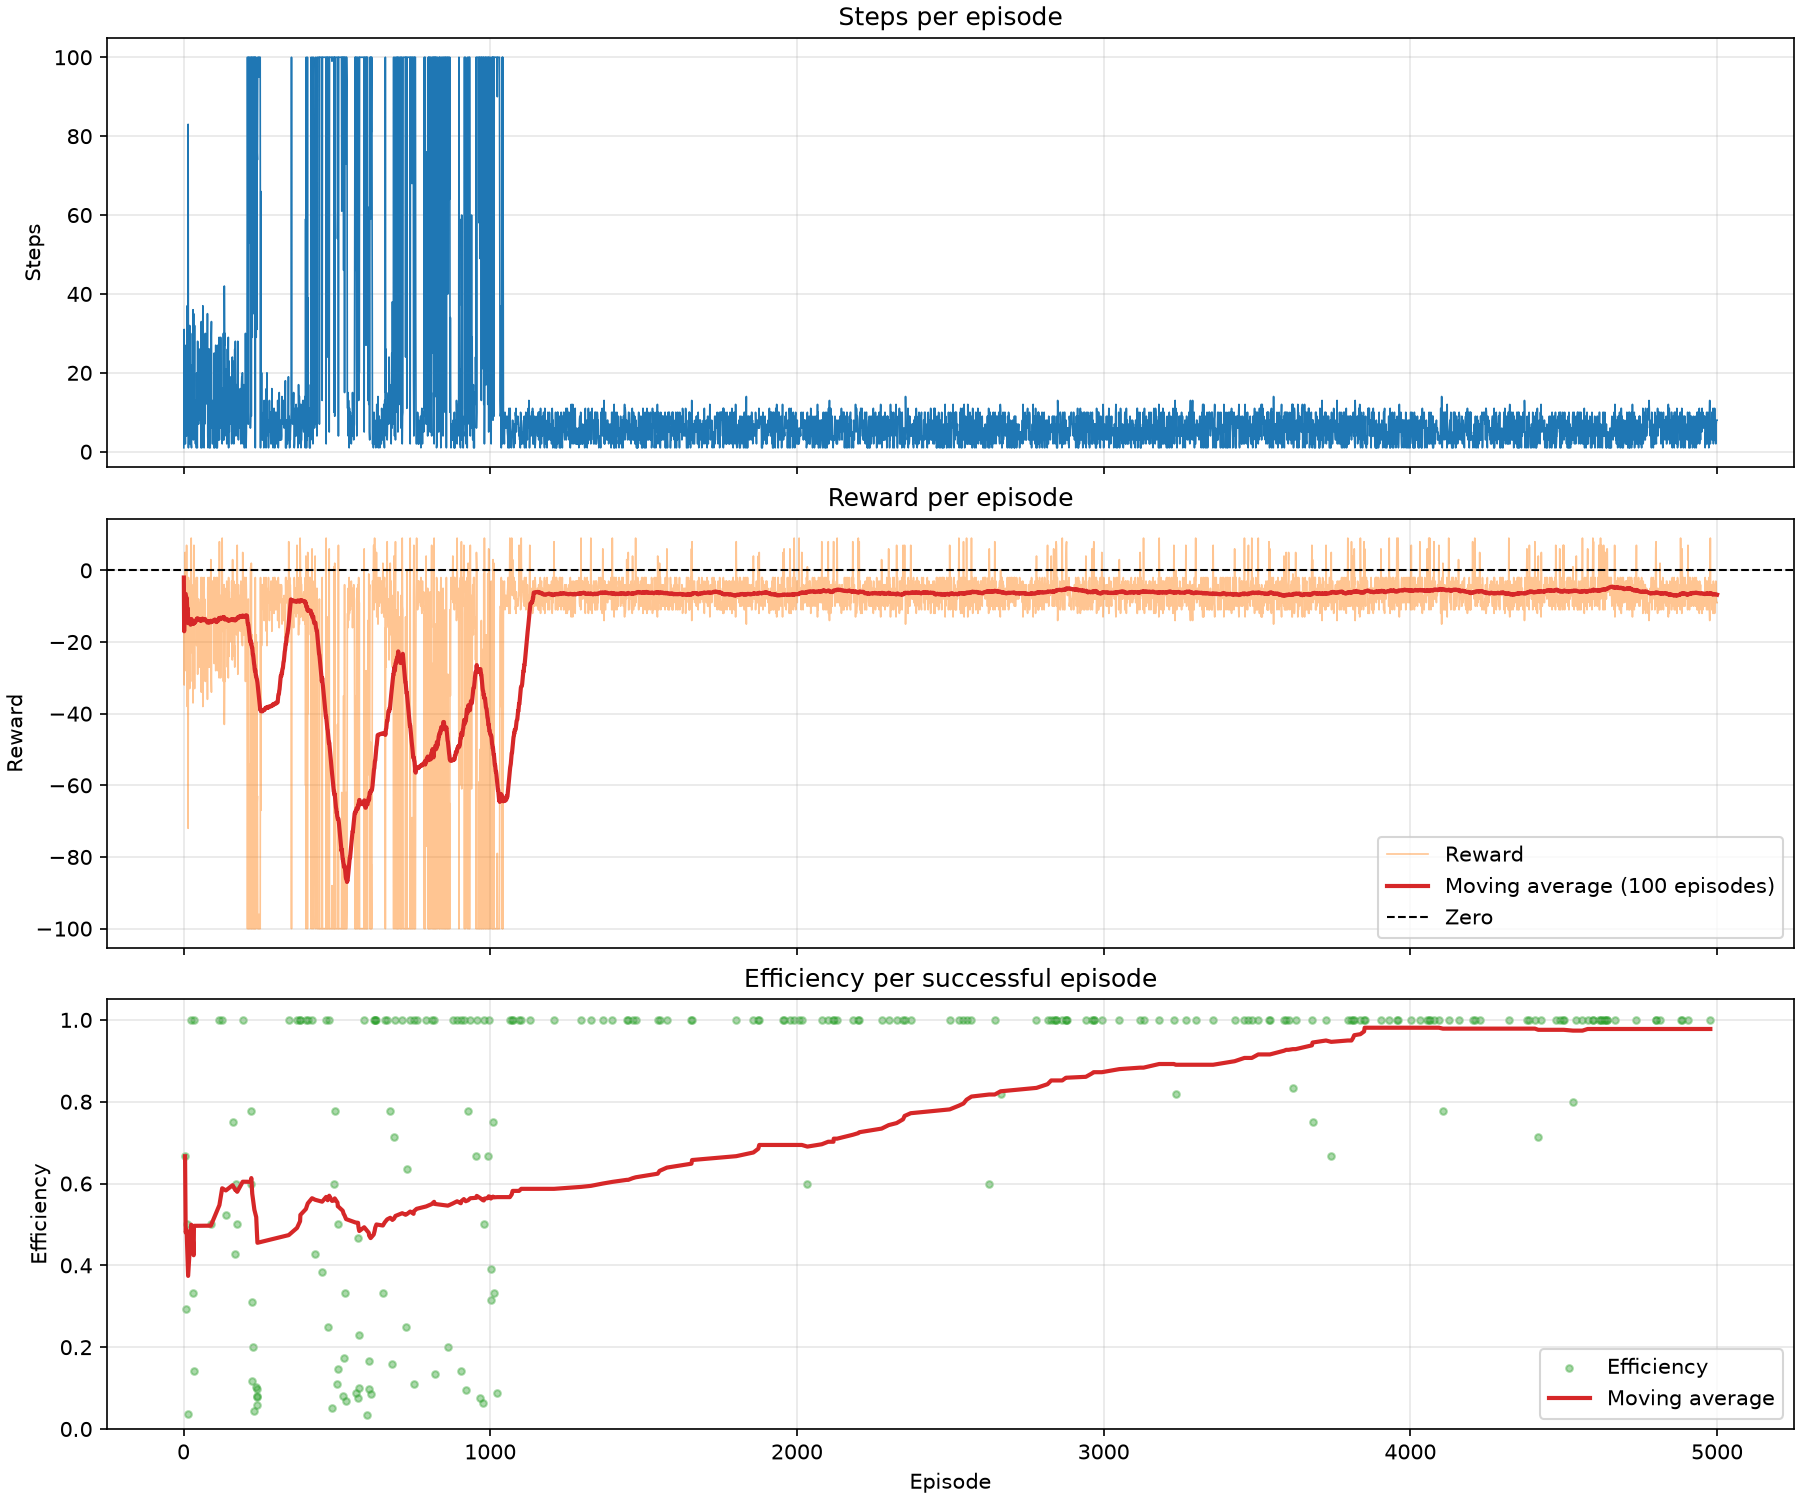 Steps per episode
100
80
60
40
20
0
Steps
Reward per episode
0
−20
−40
−60
−80
−100
Reward
Reward
Moving average (100 episodes)
Zero
Efficiency per successful episode
1.0
0.8
0.6
0.4
0.2
0.0
Efficiency
Efficiency
Moving average
0 1000 2000 3000 4000 5000
Episode